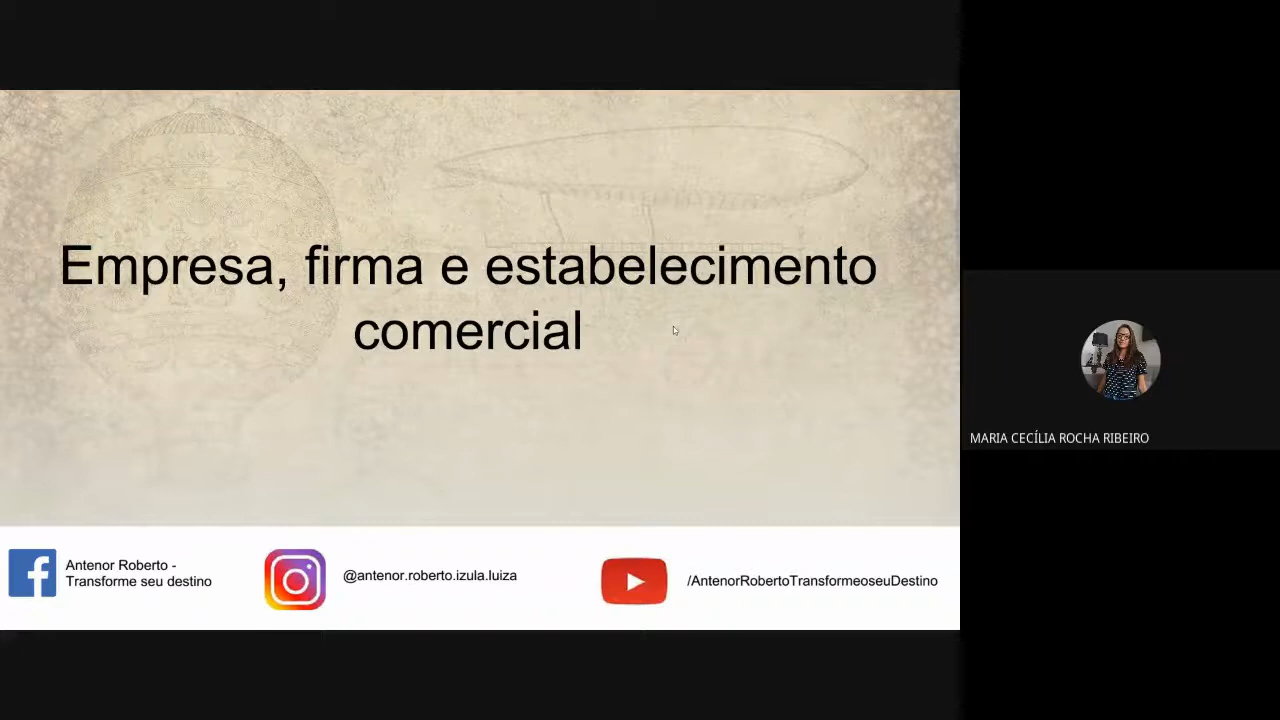 Empresa, firma e estabelecimento
comercial
MARIA CECÍLIA ROCHA RIBEIRO
Antenor Roberto -
Transforme seu destino
@antenor.roberto.izula.luiza
/AntenorRobertoTransformeoseuDestino